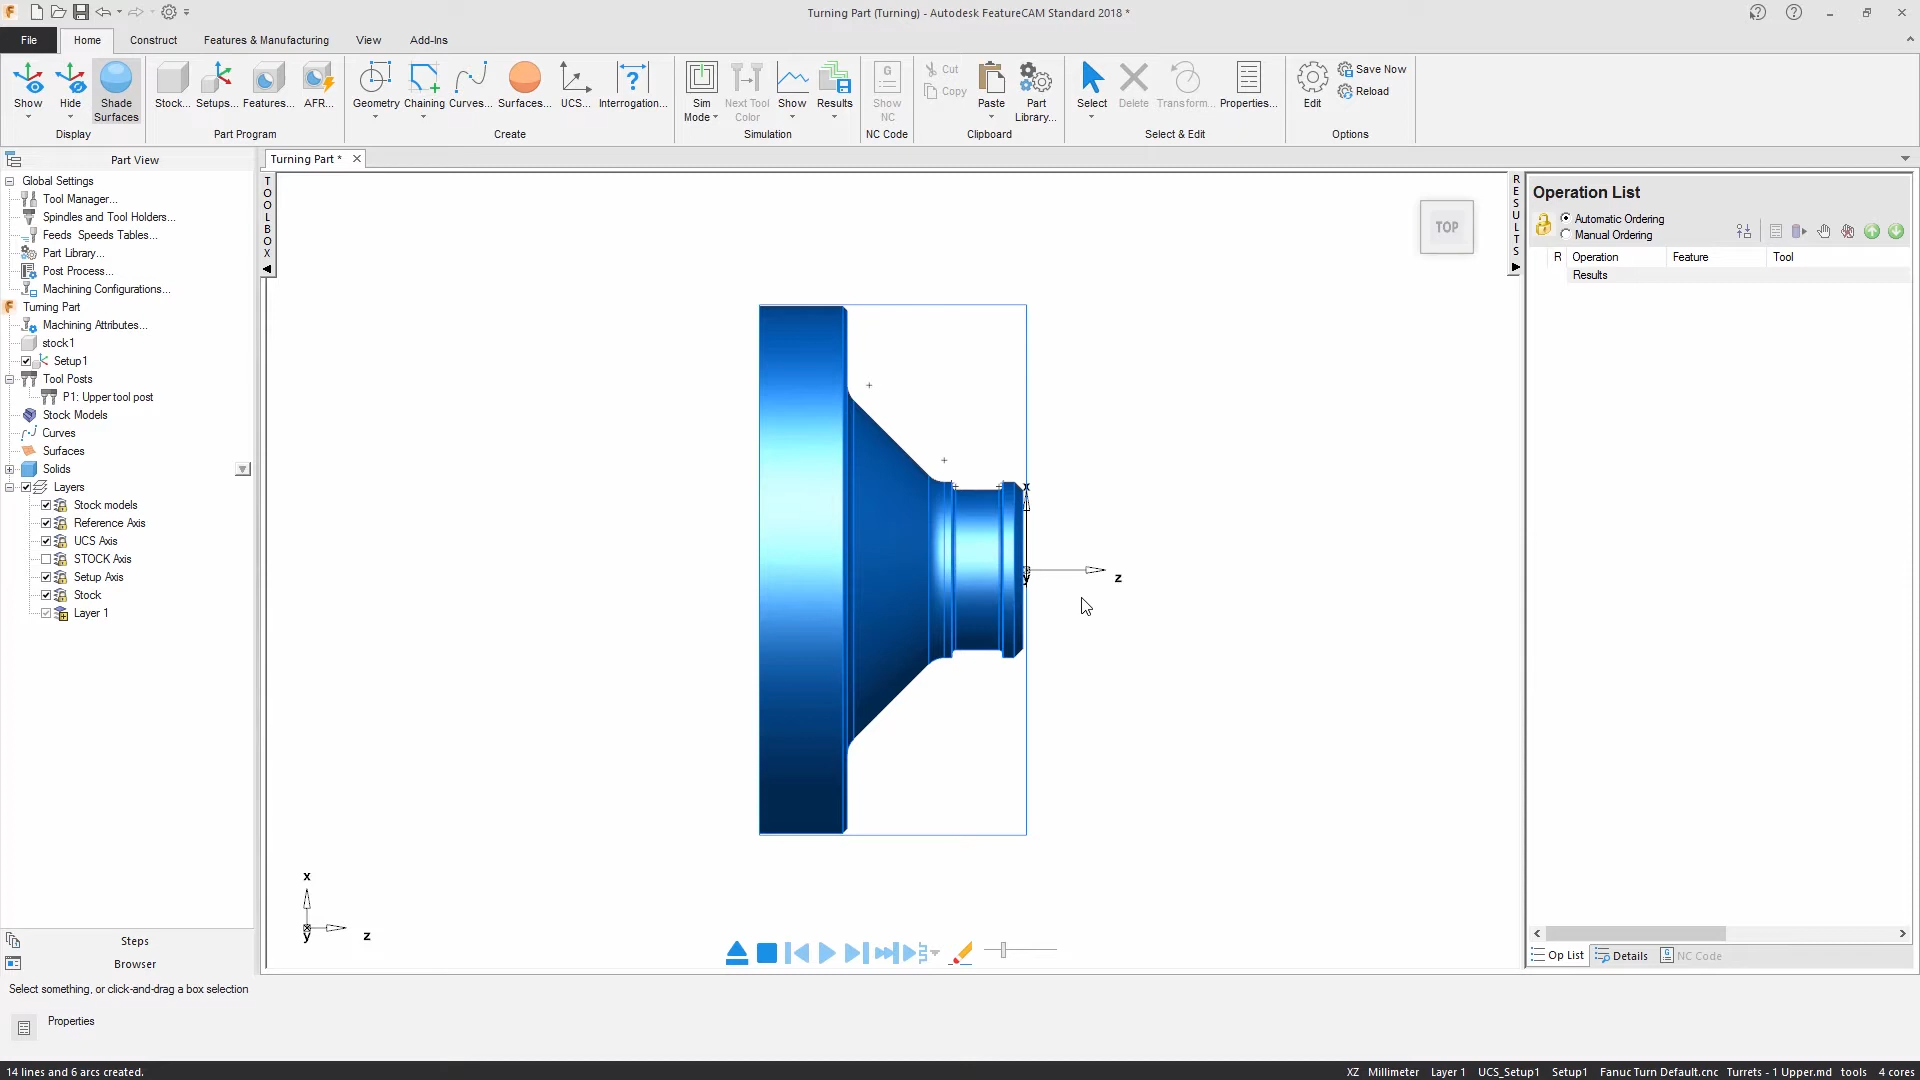 Turning Part (Turning) - Autodesk FeatureCAM Standard 2018 *
File Home Construct Features & Manufacturing View Add-Ins
Show Hide Shade Surfaces
Display
Stock... Setups... Features... AFR...
Part Program
Geometry Chaining Curves... Surfaces... UCS... Interrogation...
Create
Sim Mode Next Tool Color Show Results
Simulation
G
Show NC
NC Code
Cut
Copy
Paste Part Library...
Clipboard
Select Delete Transform... Properties...
Select & Edit
Edit Save Now
Reload
Options
Part View
Global Settings
Tool Manager...
Spindles and Tool Holders...
Feeds Speeds Tables...
Part Library...
Post Process...
Machining Configurations...
Turning Part
Machining Attributes...
stock1
Setup1
Tool Posts
P1: Upper tool post
Stock Models
Curves
Surfaces
Solids
Layers
Stock models
Reference Axis
UCS Axis
STOCK Axis
Setup Axis
Stock
Layer 1
Steps
Browser
Turning Part *
TOOLBOX
TOP
x
y
z
x
y
z
RESULTS
Operation List
Automatic Ordering
Manual Ordering
R Operation Feature Tool
Results
Op List Details NC Code
Select something, or click-and-drag a box selection
Properties
14 lines and 6 arcs created.
XZ Millimeter Layer 1 UCS_Setup1 Setup1 Fanuc Turn Default.cnc Turrets - 1 Upper.md tools 4 cores